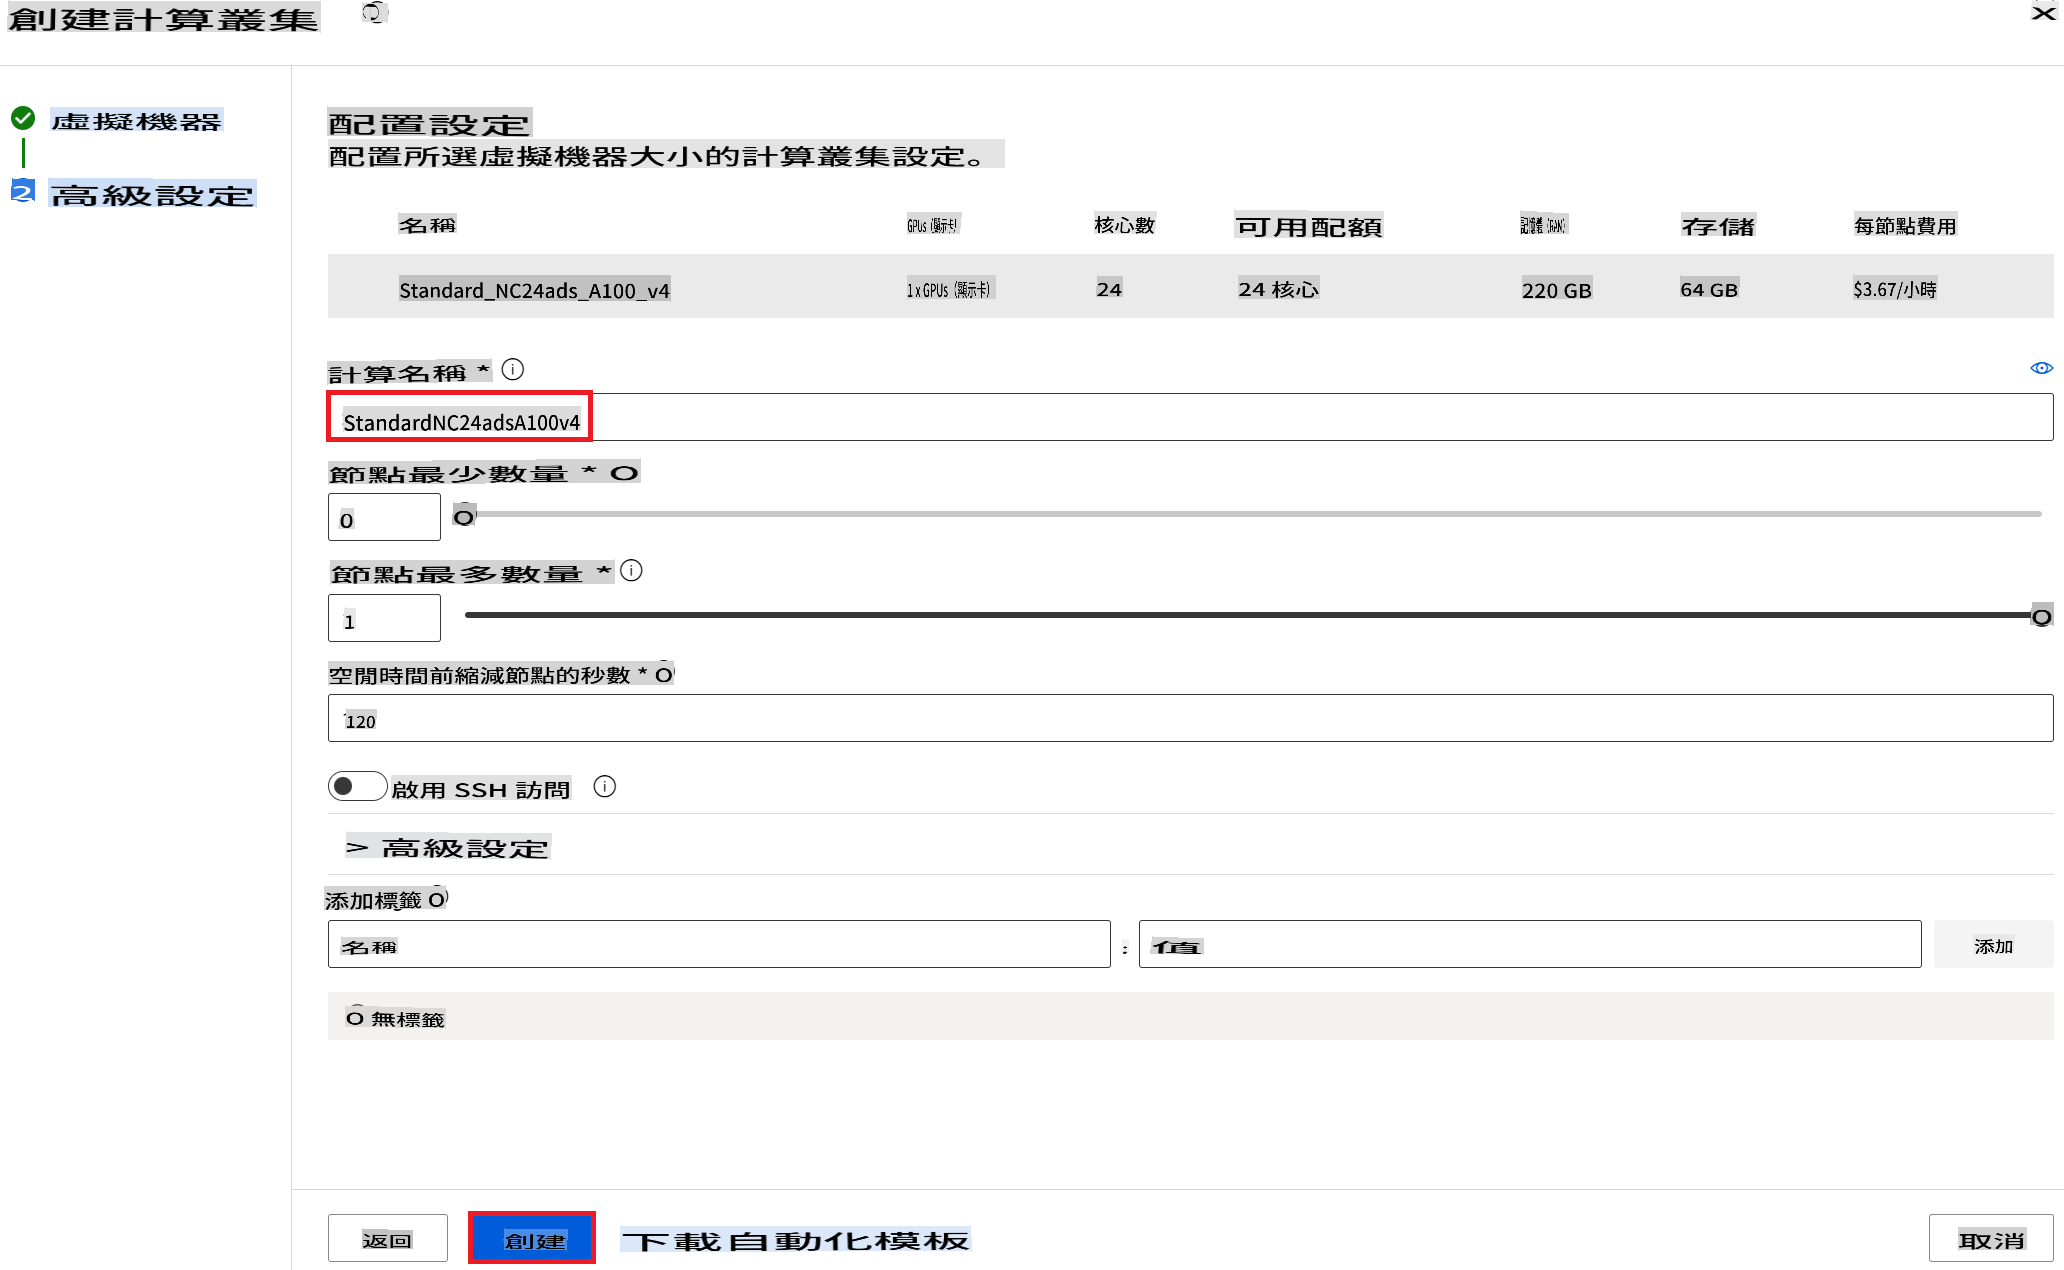 創建計算叢集
虛擬機器
2 高級設定
配置設定
配置所選虛擬機器大小的計算叢集設定。
名稱 GPUs (顯示卡) 核心數 可用配額 記憶體 (RAM) 存儲 每節點費用
Standard_NC24ads_A100_v4 1 x GPUs (顯示卡) 24 24 核心 220 GB 64 GB $3.67/小時
計算名稱 *
StandardNC24adsA100v4
節點最少數量 * O
0
節點最多數量 *
1
空閒時間前縮減節點的秒數 * O
120
啟用 SSH 訪問
> 高級設定
添加標籤 O
名稱 : 值 添加
O 無標籤
返回 創建 下載自動化模板 取消